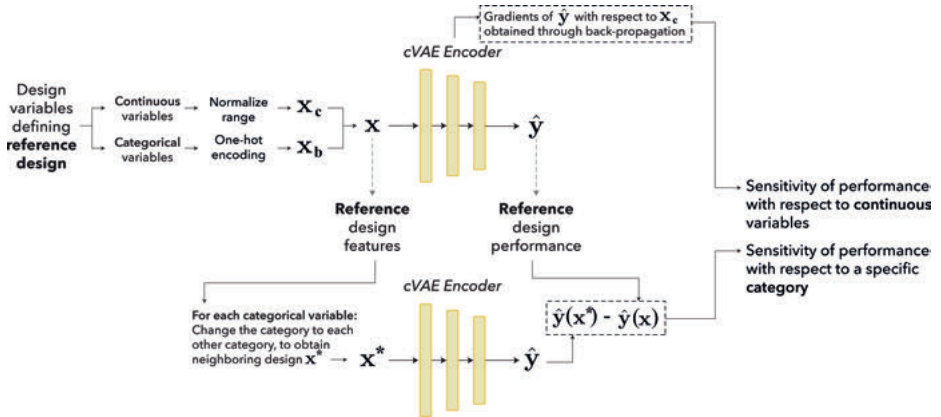 Gradients of ŷ with respect to x_c
obtained through back-propagation
cVAE Encoder
Design
variables
defining
reference
design
Continuous
variables
Normalize
range
x_c
Categorical
variables
One-hot
encoding
x_b
x
ŷ
Reference
design
features
Reference
design
performance
Sensitivity of performance
with respect to continuous
variables
Sensitivity of performance
with respect to a specific
category
cVAE Encoder
For each categorical variable:
Change the category to each
other category, to obtain
neighboring design x*
x*
ŷ
ŷ(x*) - ŷ(x)